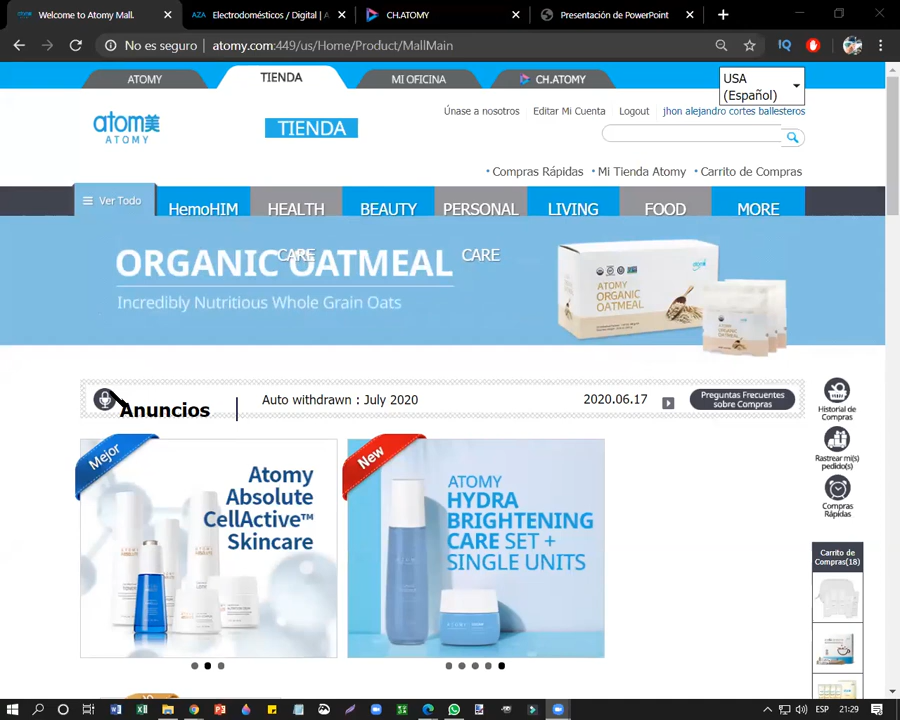 Welcome to Atomy Mall.
AZA Electrodomésticos / Digital | A
CH.ATOMY
Presentación de PowerPoint
No es seguro | atomy.com:449/us/Home/Product/MallMain
IQ
ATOMY
TIENDA
MI OFICINA
CH.ATOMY
USA
(Español)
Únase a nosotros
Editar Mi Cuenta
Logout
jhon alejandro cortes ballesteros
atom美
ATOMY
TIENDA
• Compras Rápidas
• Mi Tienda Atomy
• Carrito de Compras
Ver Todo
HemoHIM
HEALTH CARE
BEAUTY
PERSONAL CARE
LIVING
FOOD
MORE
ORGANIC OATMEAL
Incredibly Nutritious Whole Grain Oats
ATOMY
ORGANIC
OATMEAL
Anuncios
Auto withdrawn : July 2020
2020.06.17
Preguntas Frecuentes
sobre Compras
Historial de
Compras
Rastrear mi(s)
pedido(s)
Compras
Rápidas
Mejor
Atomy
Absolute
CellActive™
Skincare
New
ATOMY
HYDRA
BRIGHTENING
CARE SET +
SINGLE UNITS
Carrito de
Compras(18)
ESP
21:29